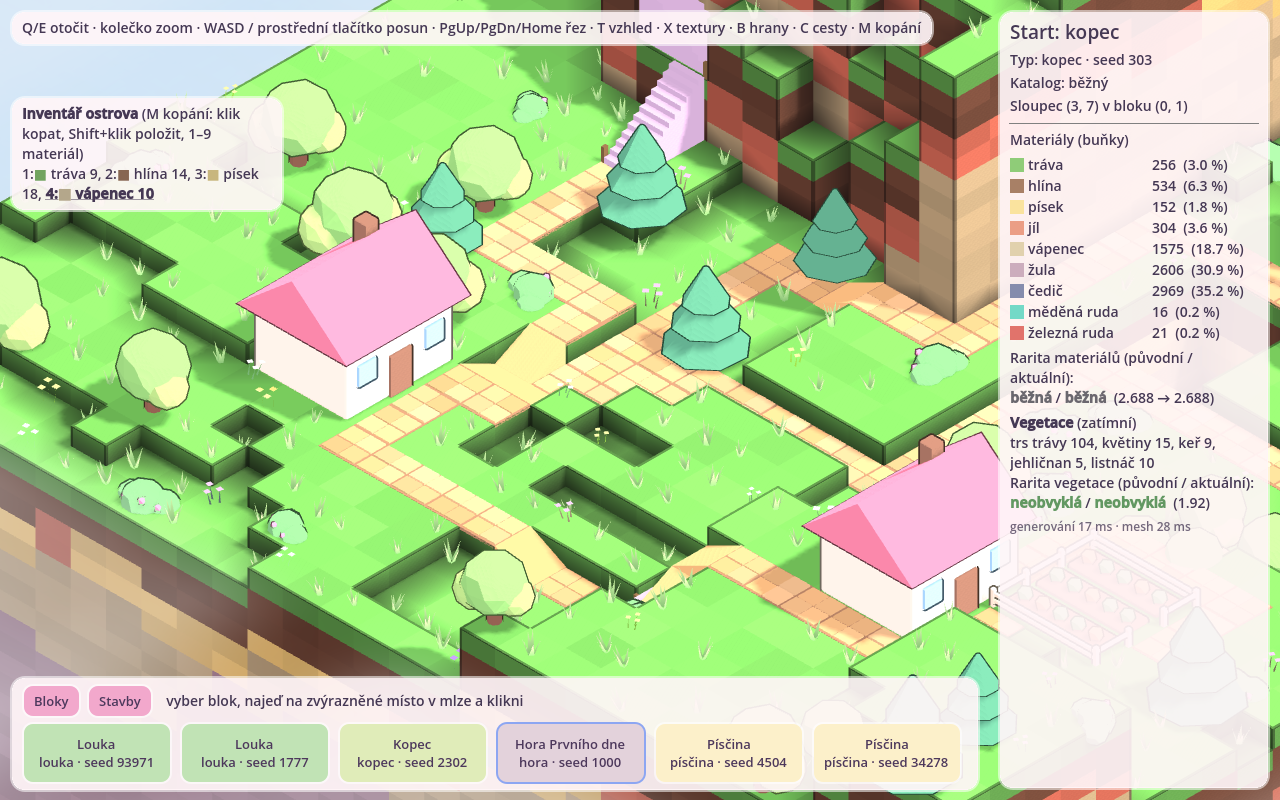 Q/E otočit · kolečko zoom · WASD / prostřední tlačítko posun · PgUp/PgDn/Home řez · T vzhled · X textury · B hrany · C cesty · M kopání
Inventář ostrova (M kopání: klik
kopat, Shift+klik položit, 1–9
materiál)
1: tráva 9, 2: hlína 14, 3: písek
18, 4: vápenec 10
Start: kopec
Typ: kopec · seed 303
Katalog: běžný
Sloupec (3, 7) v bloku (0, 1)
Materiály (buňky)
tráva 256 (3.0 %)
hlína 534 (6.3 %)
písek 152 (1.8 %)
jíl 304 (3.6 %)
vápenec 1575 (18.7 %)
žula 2606 (30.9 %)
čedič 2969 (35.2 %)
měděná ruda 16 (0.2 %)
železná ruda 21 (0.2 %)
Rarita materiálů (původní /
aktuální):
běžná / běžná (2.688 → 2.688)
Vegetace (zatímní)
trs trávy 104, květiny 15, keř 9,
jehličnan 5, listnáč 10
Rarita vegetace (původní / aktuální):
neobvyklá / neobvyklá (1.92)
generování 17 ms · mesh 28 ms
Bloky Stavby vyber blok, najeď na zvýrazněné místo v mlze a klikni
Louka
louka · seed 93971
Louka
louka · seed 1777
Kopec
kopec · seed 2302
Hora Prvního dne
hora · seed 1000
Písčina
písčina · seed 4504
Písčina
písčina · seed 34278